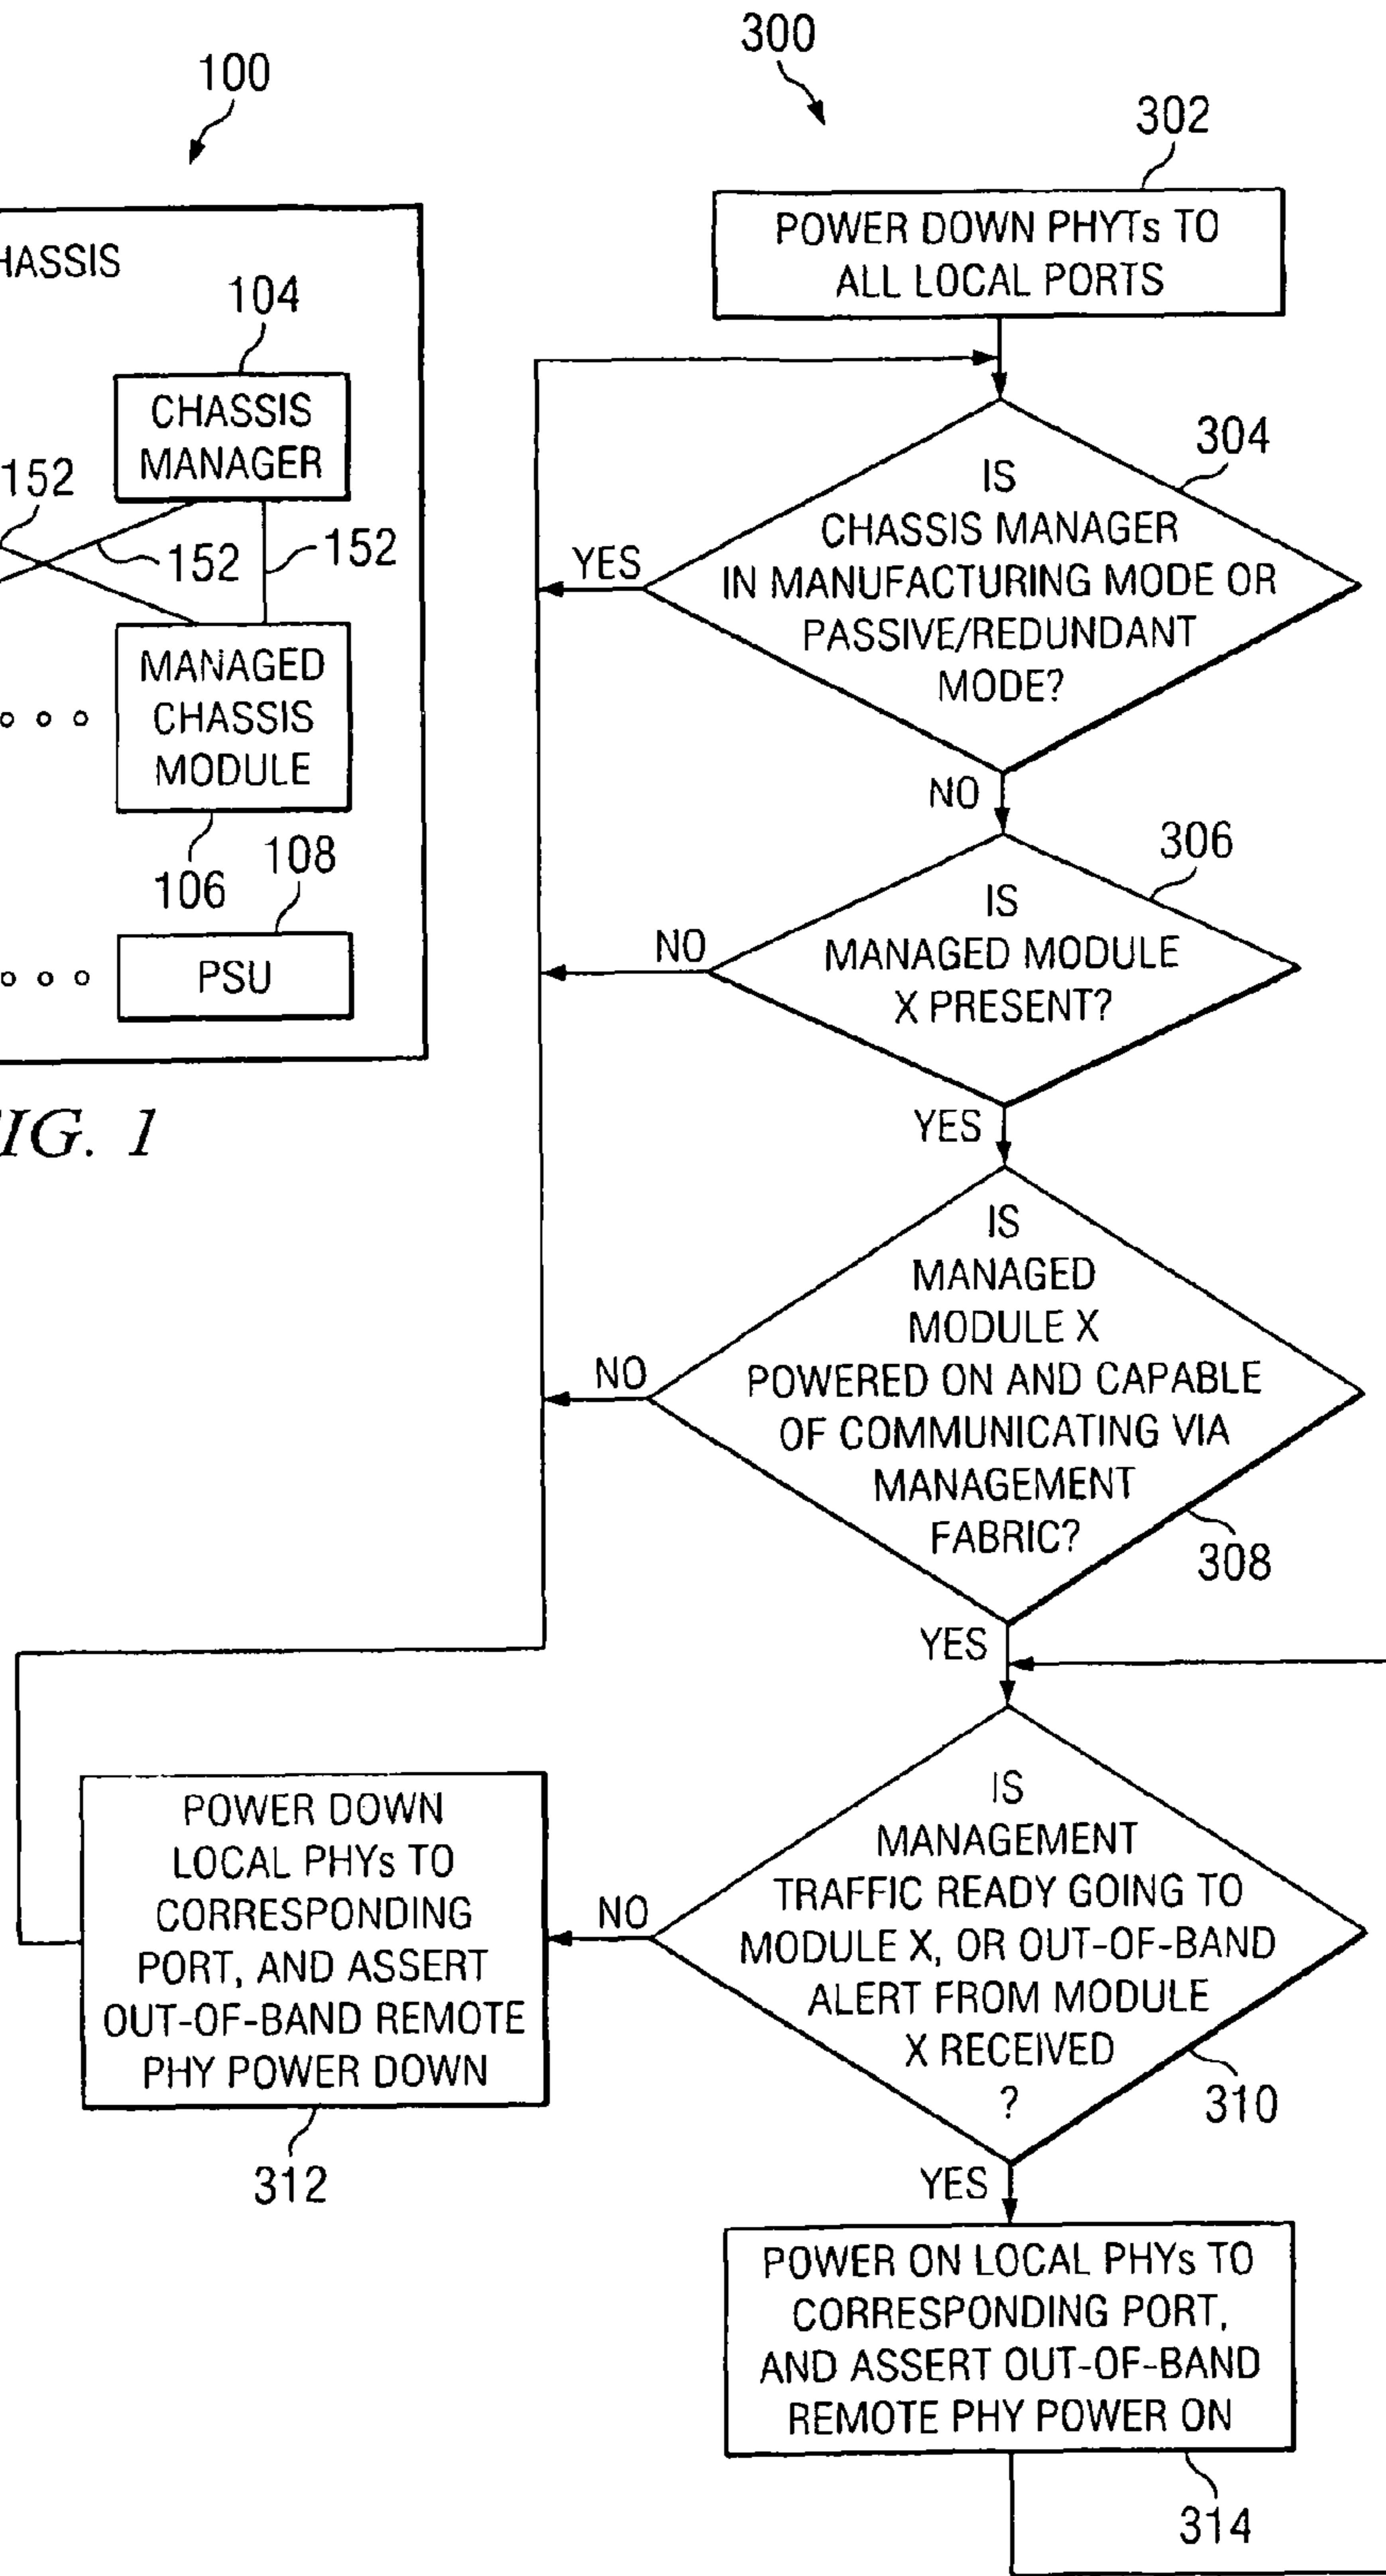 100
HASSIS
104
CHASSIS
MANAGER
152
152
152
MANAGED
CHASSIS
MODULE
106
108
PSU
IG. 1
300
302
POWER DOWN PHYTs TO
ALL LOCAL PORTS
304
IS
CHASSIS MANAGER
IN MANUFACTURING MODE OR
PASSIVE/REDUNDANT
MODE?
YES
NO
306
IS
MANAGED MODULE
X PRESENT?
NO
YES
IS
MANAGED
MODULE X
POWERED ON AND CAPABLE
OF COMMUNICATING VIA
MANAGEMENT
FABRIC?
308
NO
YES
IS
MANAGEMENT
TRAFFIC READY GOING TO
MODULE X, OR OUT-OF-BAND
ALERT FROM MODULE
X RECEIVED
?
310
NO
POWER DOWN
LOCAL PHYs TO
CORRESPONDING
PORT, AND ASSERT
OUT-OF-BAND REMOTE
PHY POWER DOWN
312
YES
POWER ON LOCAL PHYs TO
CORRESPONDING PORT,
AND ASSERT OUT-OF-BAND
REMOTE PHY POWER ON
314